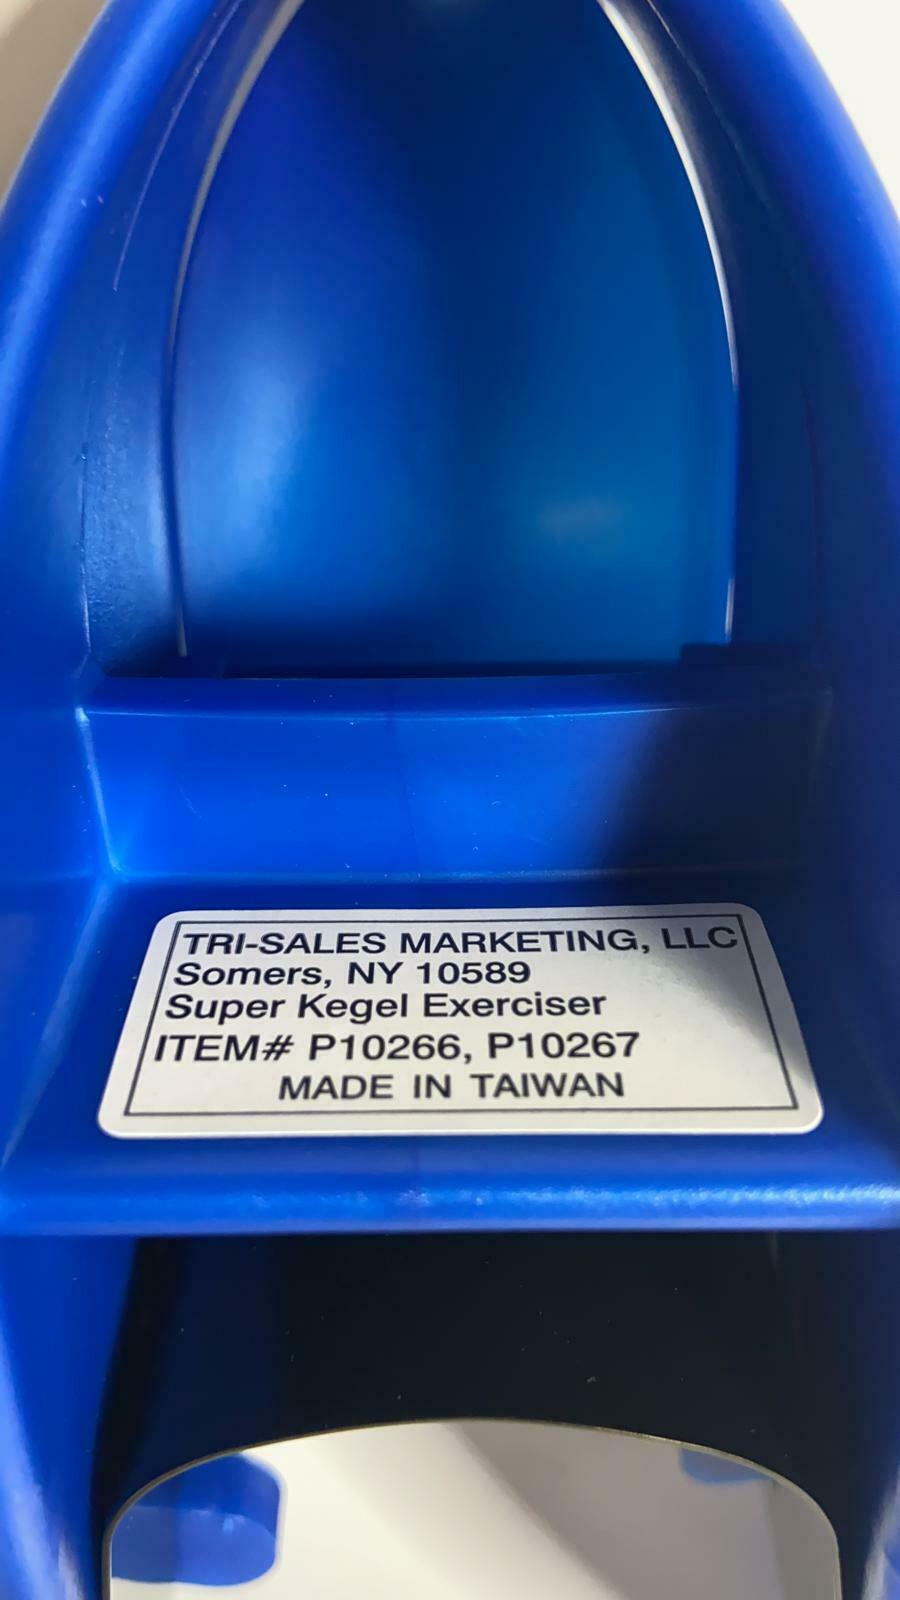 TRI-SALES MARKETING, LLC
Somers, NY 10589
Super Kegel Exerciser
ITEM# P10266, P10267
MADE IN TAIWAN